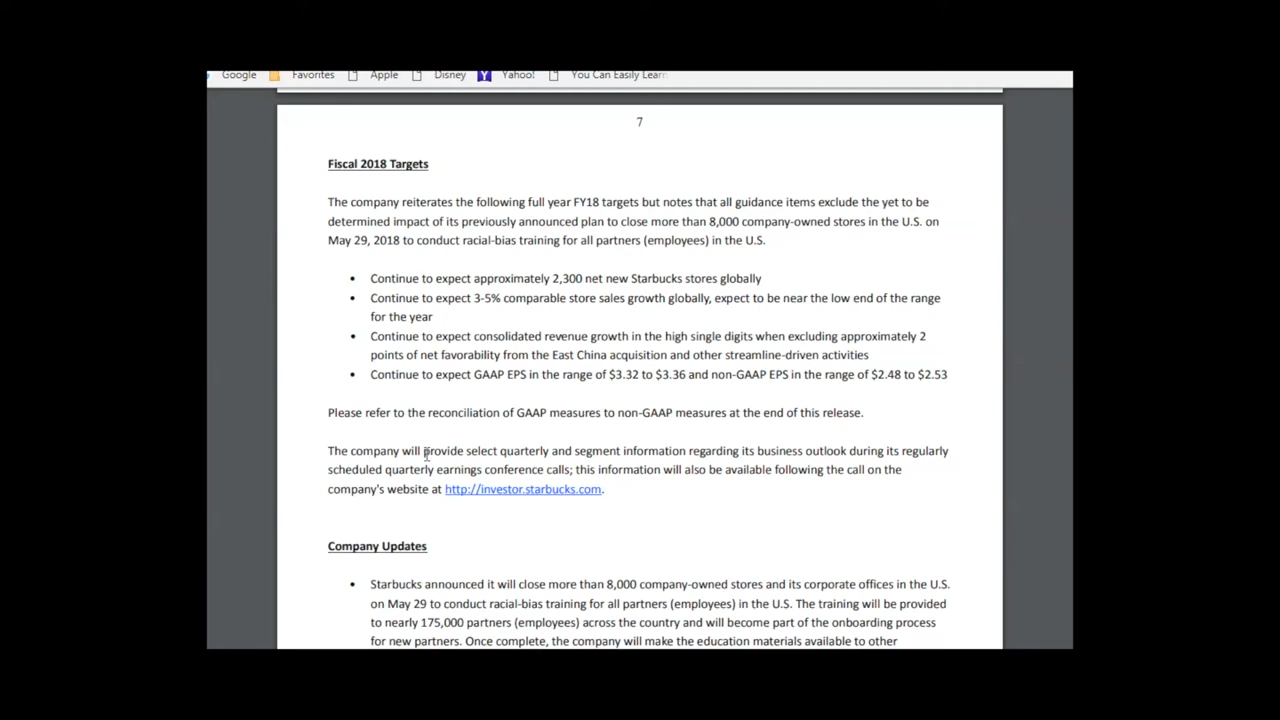 Google Favorites Apple Disney Yahoo! You Can Easily Learn
7
Fiscal 2018 Targets
The company reiterates the following full year FY18 targets but notes that all guidance items exclude the yet to be
determined impact of its previously announced plan to close more than 8,000 company-owned stores in the U.S. on
May 29, 2018 to conduct racial-bias training for all partners (employees) in the U.S.
• Continue to expect approximately 2,300 net new Starbucks stores globally
• Continue to expect 3-5% comparable store sales growth globally, expect to be near the low end of the range
for the year
• Continue to expect consolidated revenue growth in the high single digits when excluding approximately 2
points of net favorability from the East China acquisition and other streamline-driven activities
• Continue to expect GAAP EPS in the range of $3.32 to $3.36 and non-GAAP EPS in the range of $2.48 to $2.53
Please refer to the reconciliation of GAAP measures to non-GAAP measures at the end of this release.
The company will provide select quarterly and segment information regarding its business outlook during its regularly
scheduled quarterly earnings conference calls; this information will also be available following the call on the
company's website at http://investor.starbucks.com.
Company Updates
• Starbucks announced it will close more than 8,000 company-owned stores and its corporate offices in the U.S.
on May 29 to conduct racial-bias training for all partners (employees) in the U.S. The training will be provided
to nearly 175,000 partners (employees) across the country and will become part of the onboarding process
for new partners. Once complete, the company will make the education materials available to other